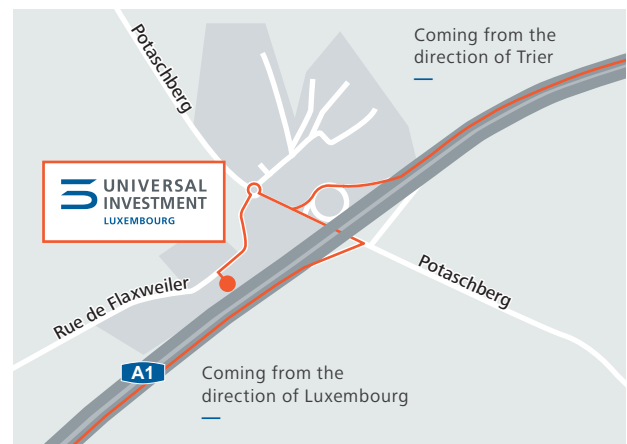 Coming from the
direction of Trier
Potaschberg
UNIVERSAL
INVESTMENT
LUXEMBOURG
Potaschberg
Rue de Flaxweiler
A1
Coming from the
direction of Luxembourg